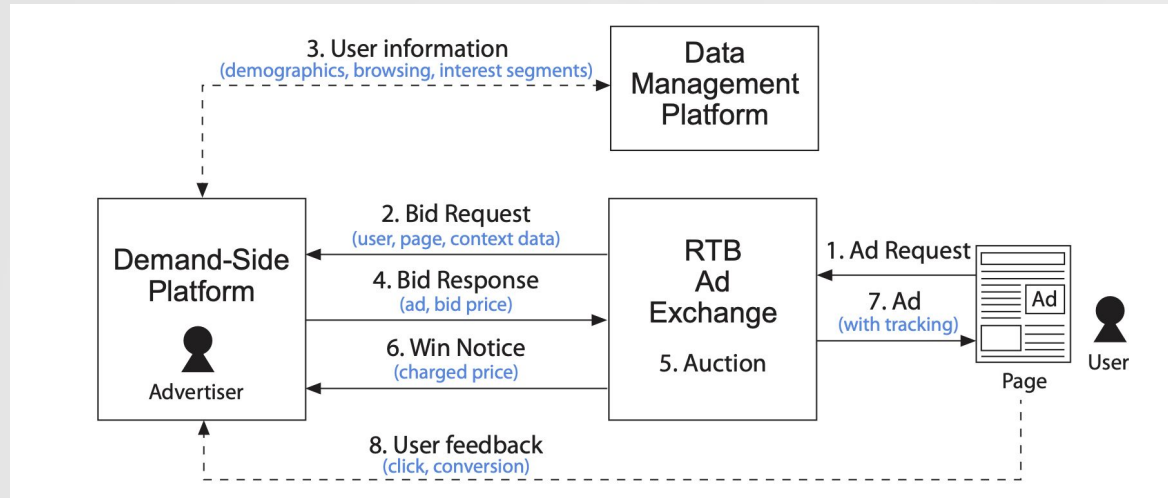 3. User information
(demographics, browsing, interest segments)
Data
Management
Platform
Demand-Side
Platform
Advertiser
2. Bid Request
(user, page, context data)
4. Bid Response
(ad, bid price)
6. Win Notice
(charged price)
RTB
Ad
Exchange
5. Auction
1. Ad Request
7. Ad
(with tracking)
Ad
Page
User
8. User feedback
(click, conversion)